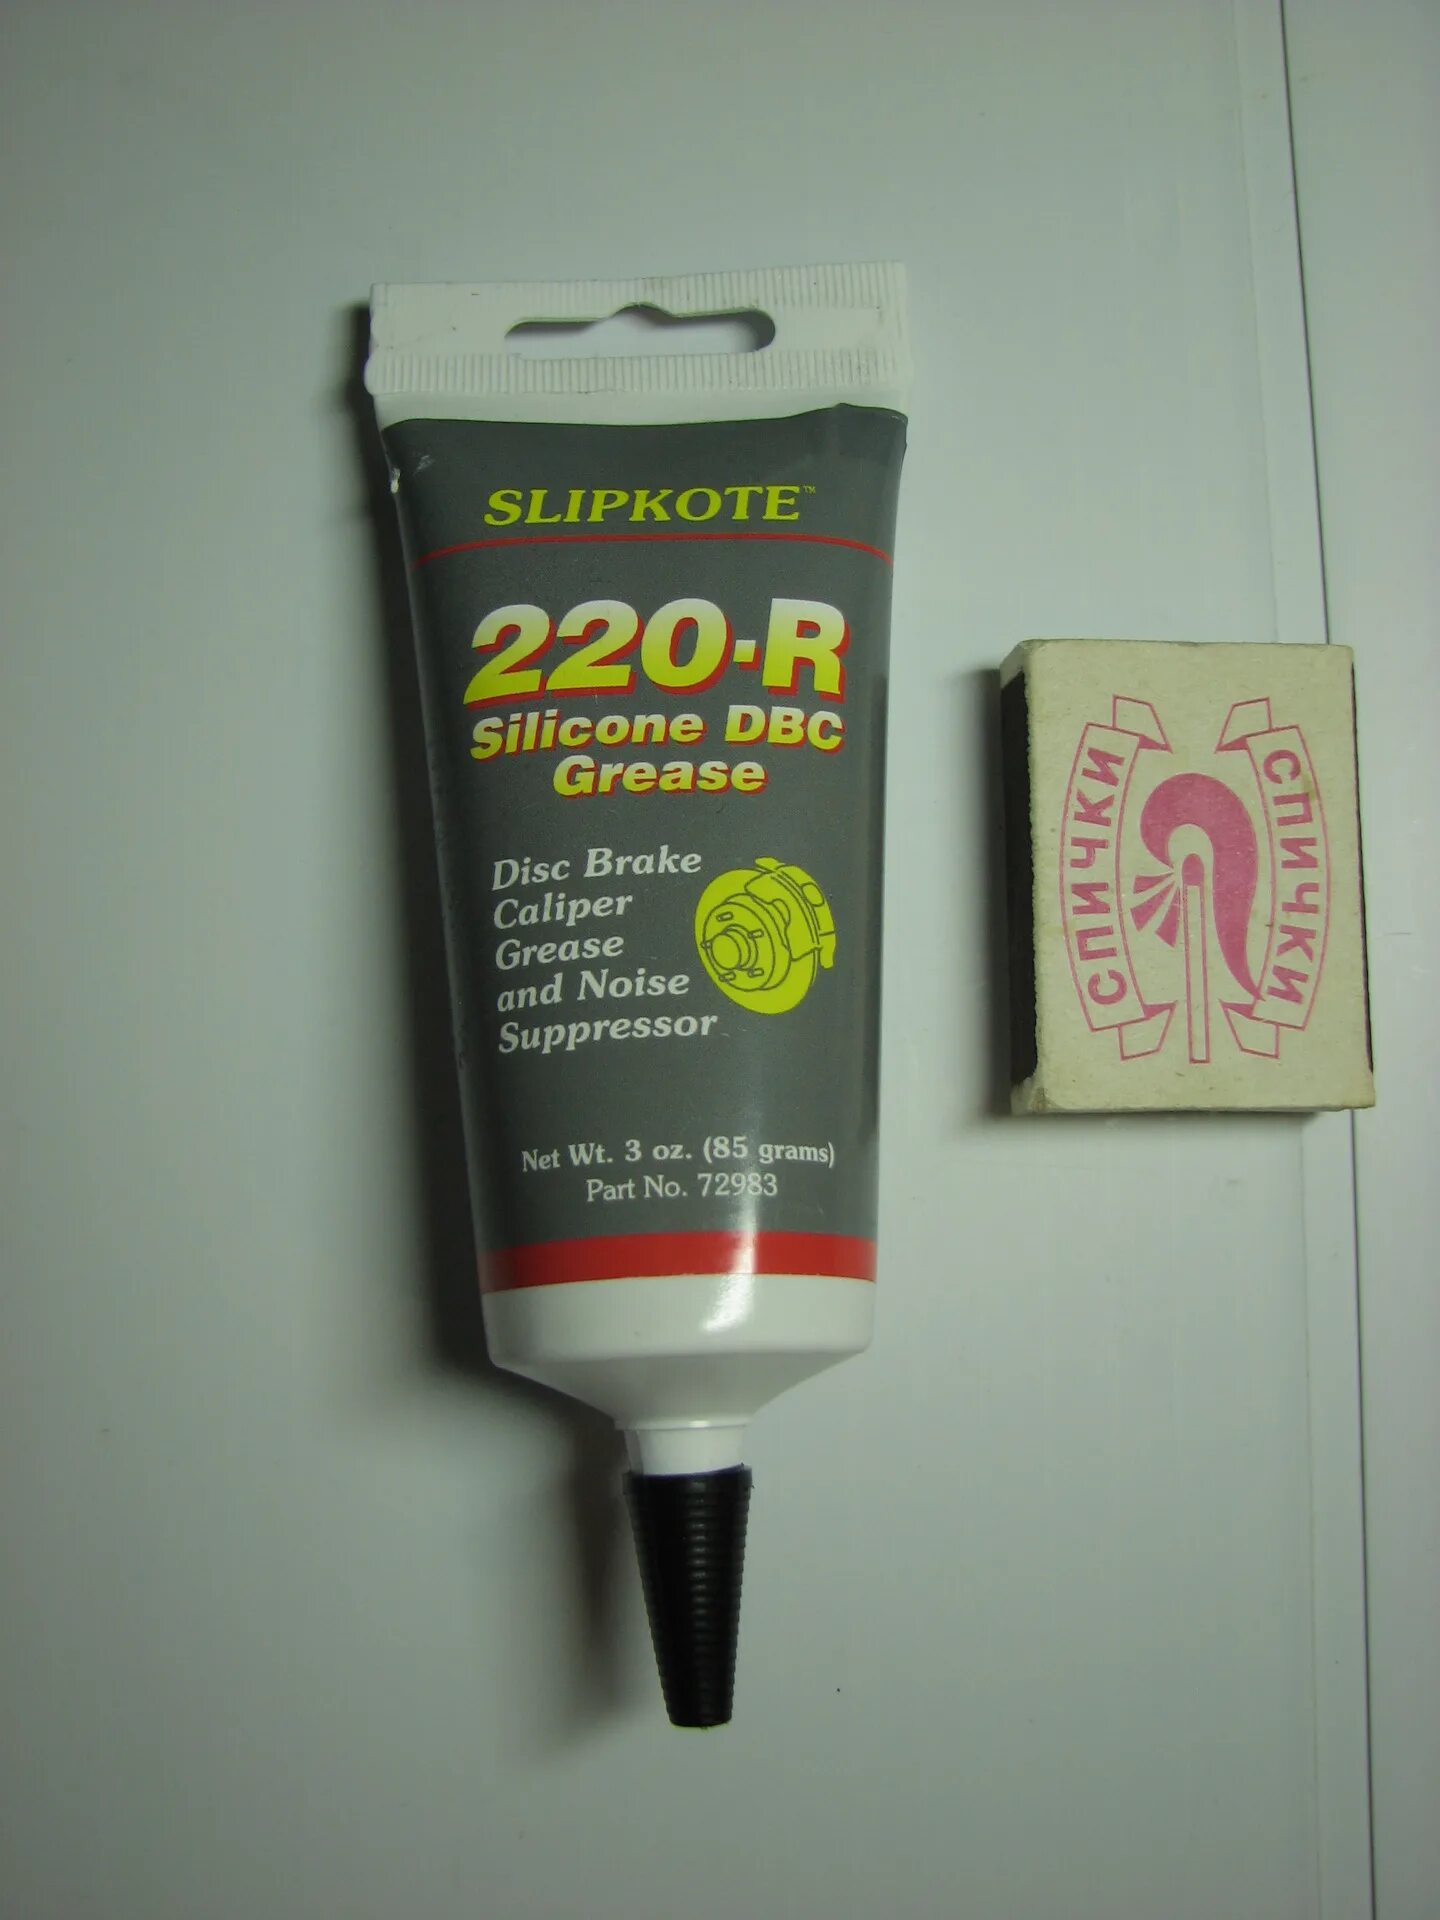 SLIPKOTE™
220-R
Silicone DBC
Grease
Disc Brake
Caliper
Grease
and Noise
Suppressor
Net Wt. 3 oz. (85 grams)
Part No. 72983
СПИЧКИ
СПИЧКИ